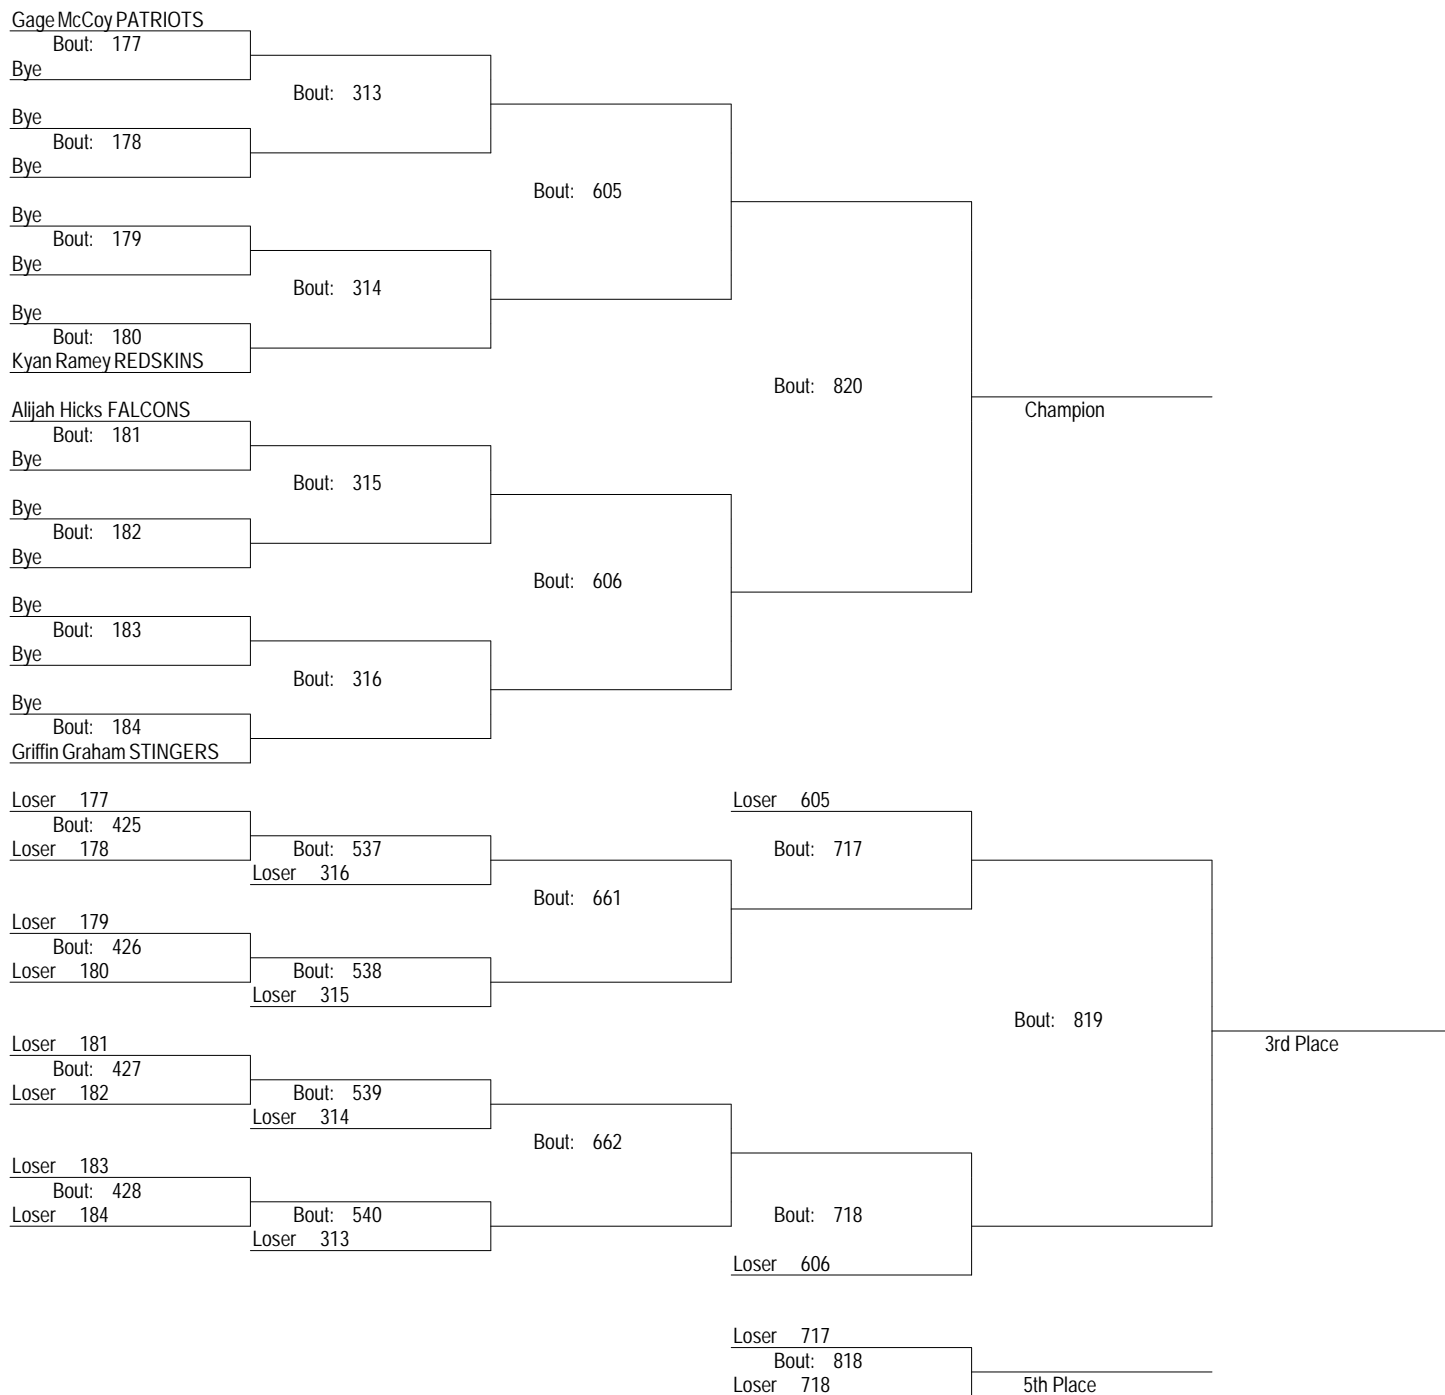 Gage McCoy PATRIOTS
Bout: 177
Bye
Bout: 313
Bye
Bout: 178
Bye
Bout: 605
Bye
Bout: 179
Bye
Bout: 314
Bye
Bout: 180
Kyan Ramey REDSKINS
Bout: 820
Alijah Hicks FALCONS
Champion
Bout: 181
Bye
Bout: 315
Bye
Bout: 182
Bye
Bout: 606
Bye
Bout: 183
Bye
Bout: 316
Bye
Bout: 184
Griffin Graham STINGERS
Loser 177
Loser 605
Bout: 425
Loser 178
Bout: 537
Bout: 717
Loser 316
Bout: 661
Loser 179
Bout: 426
Loser 180
Bout: 538
Loser 315
Bout: 819
Loser 181
3rd Place
Bout: 427
Loser 182
Bout: 539
Loser 314
Bout: 662
Loser 183
Bout: 428
Loser 184
Bout: 540
Bout: 718
Loser 313
Loser 606
Loser 717
Bout: 818
Loser 718
5th Place